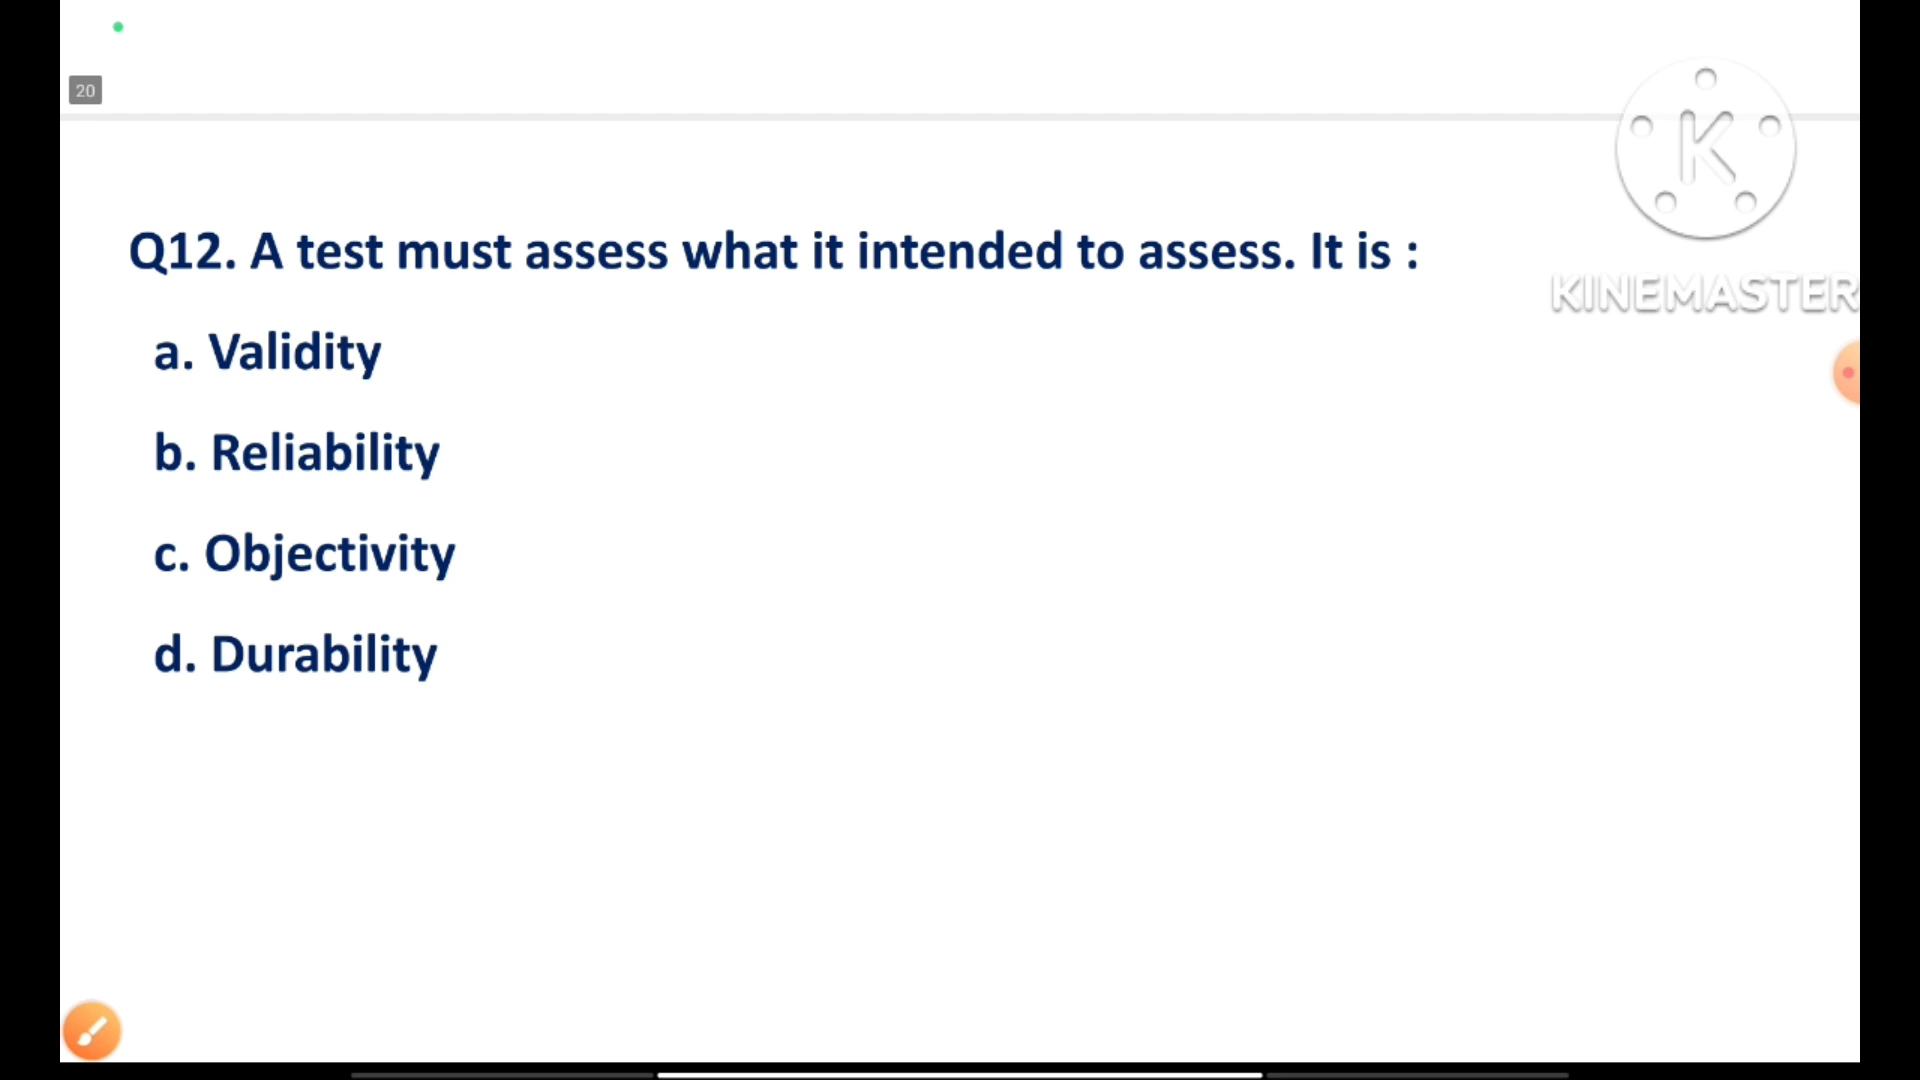 20
K
KINEMASTER
Q12. A test must assess what it intended to assess. It is :
a. Validity
b. Reliability
c. Objectivity
d. Durability